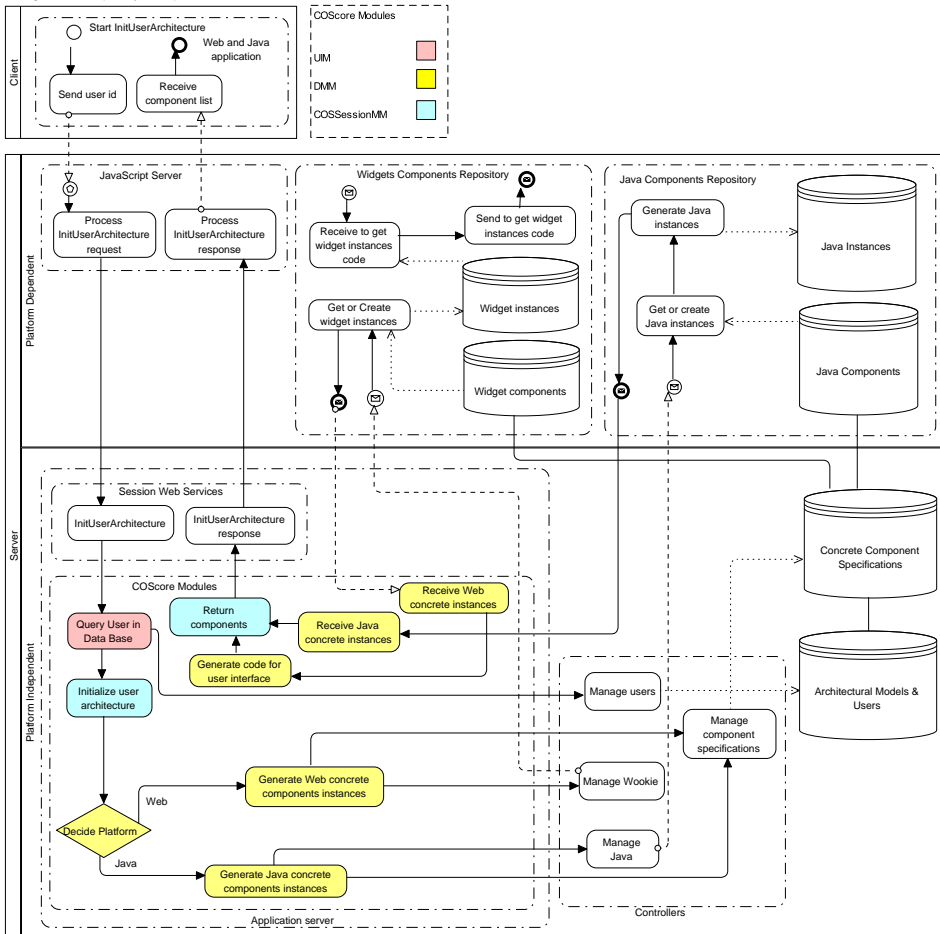 Start InitUserArchitecture
Web and Java
application
Send user id
Receive
component list
Client
COScore Modules
UIM
DMM
COSSessionMM
JavaScript Server
Process
InitUserArchitecture
request
Process
InitUserArchitecture
response
Widgets Components Repository
Receive to get
widget instances
code
Send to get widget
instances code
Get or Create
widget instances
Widget instances
Widget components
Java Components Repository
Generate Java
instances
Java Instances
Get or create
Java instances
Java Components
Platform Dependent
Server
Platform Independent
Session Web Services
InitUserArchitecture
InitUserArchitecture
response
COScore Modules
Query User in
Data Base
Return
components
Receive Web
concrete instances
Receive Java
concrete instances
Generate code for
user interface
Initialize user
architecture
Decide Platform
Web
Java
Generate Web concrete
components instances
Generate Java concrete
components instances
Application server
Manage users
Manage
component
specifications
Manage Wookie
Manage
Java
Controllers
Concrete Component
Specifications
Architectural Models &
Users